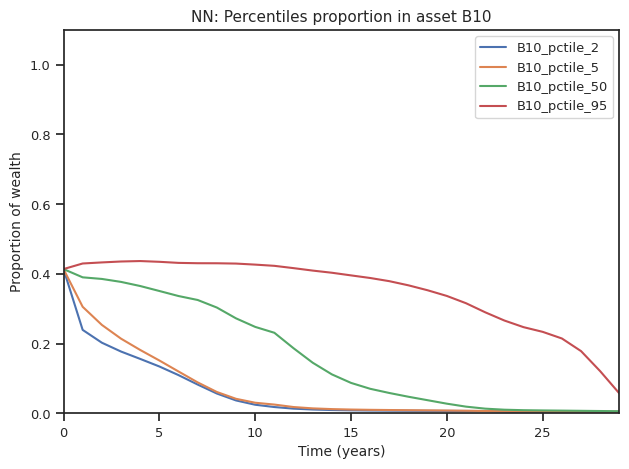 NN: Percentiles proportion in asset B10
B10_pctile_2
B10_pctile_5
B10_pctile_50
B10_pctile_95
Proportion of wealth
1.0
0.8
0.6
0.4
0.2
0.0
0 5 10 15 20 25
Time (years)